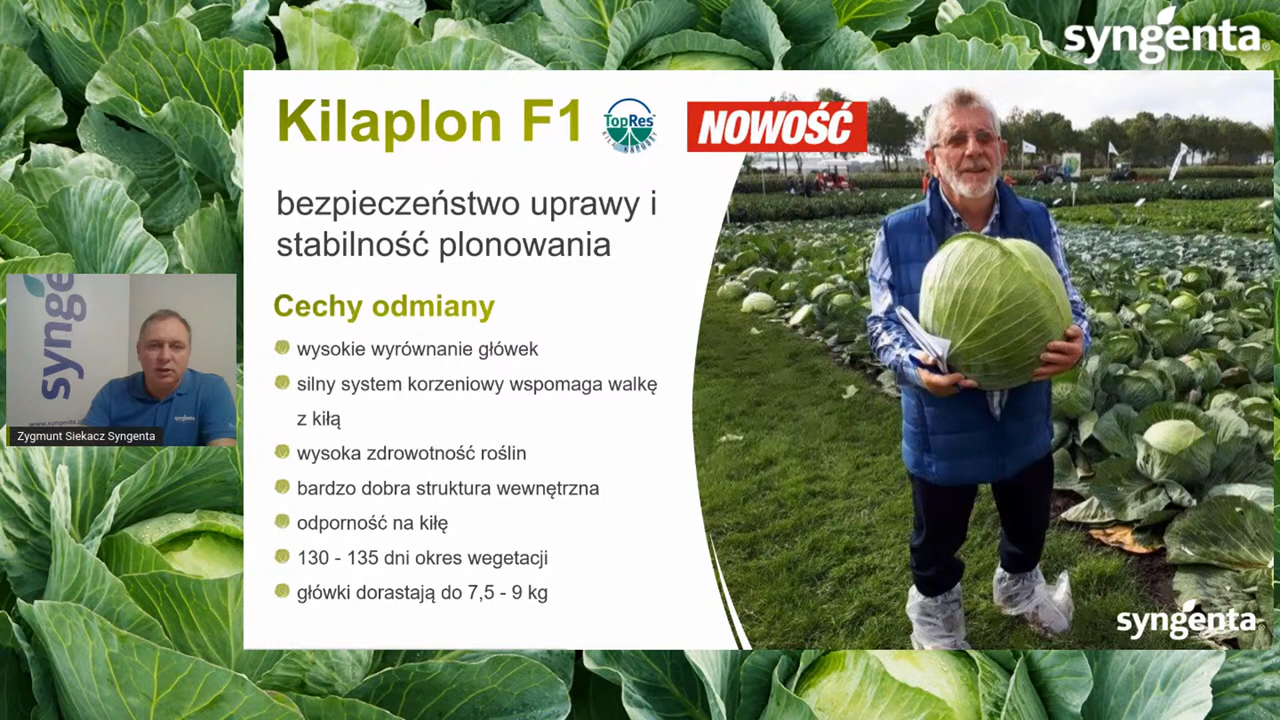 syngenta
Kilaplon F1
TopRes
NOWOŚĆ
bezpieczeństwo uprawy i
stabilność plonowania
Cechy odmiany
wysokie wyrównanie główek
silny system korzeniowy wspomaga walkę
z kiłą
wysoka zdrowotność roślin
bardzo dobra struktura wewnętrzna
odporność na kiłę
130 - 135 dni okres wegetacji
główki dorastają do 7,5 - 9 kg
synge
syngenta
Zygmunt Siekacz Syngenta
syngenta